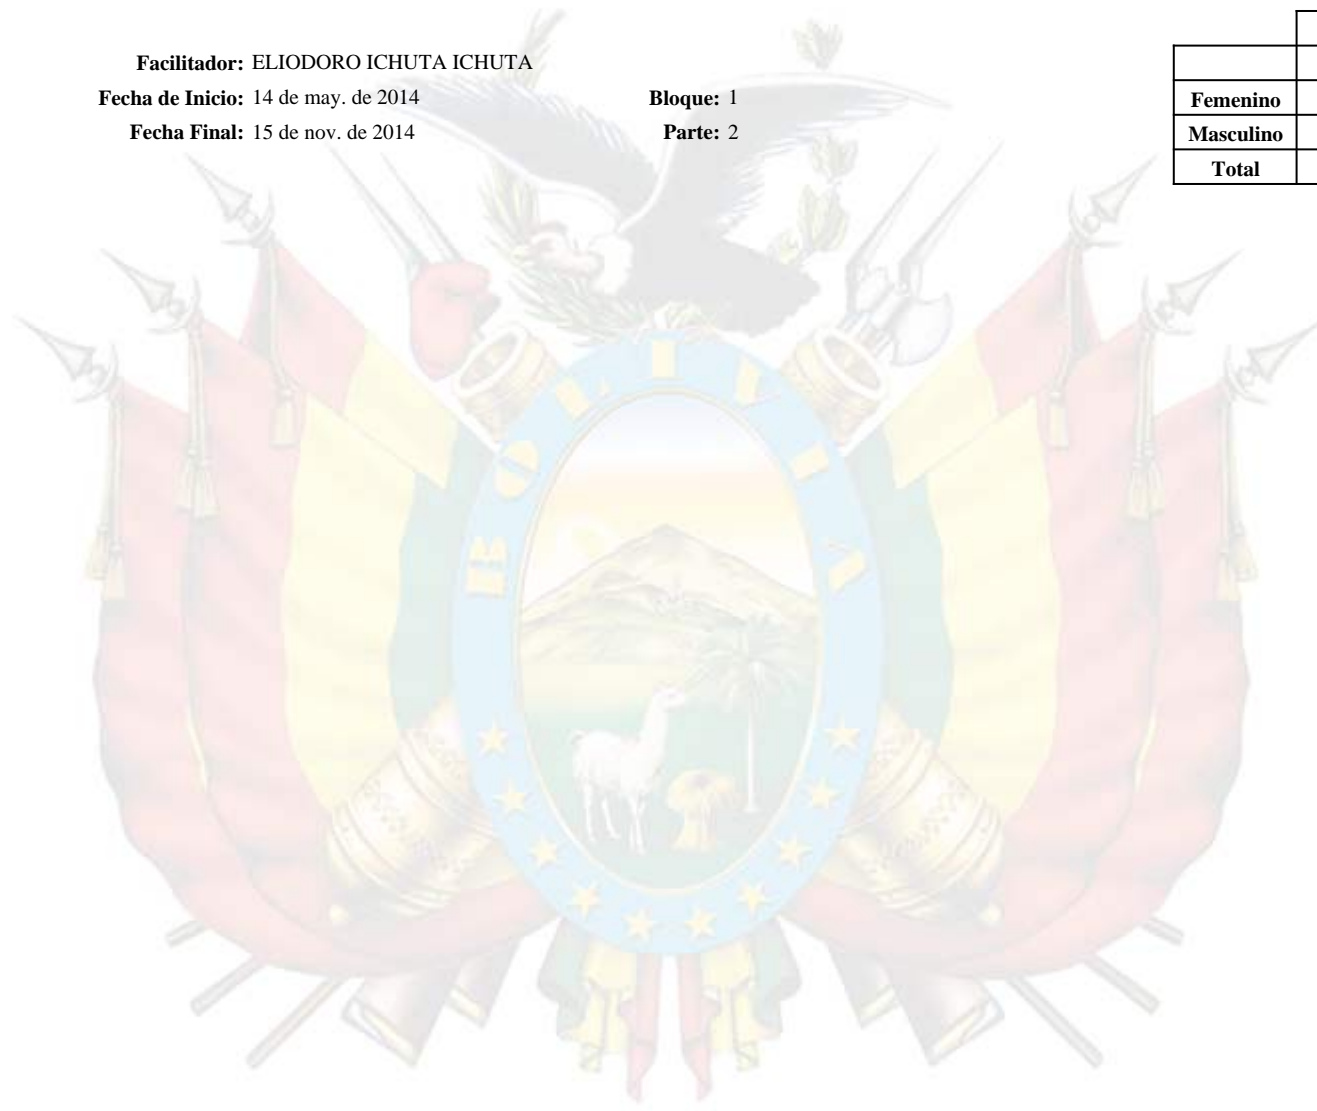 Facilitador: ELIODORO ICHUTA ICHUTA
Fecha de Inicio: 14 de may. de 2014 Bloque: 1
Fecha Final: 15 de nov. de 2014 Parte: 2
Femenino
Masculino
Total
BOLIVIA